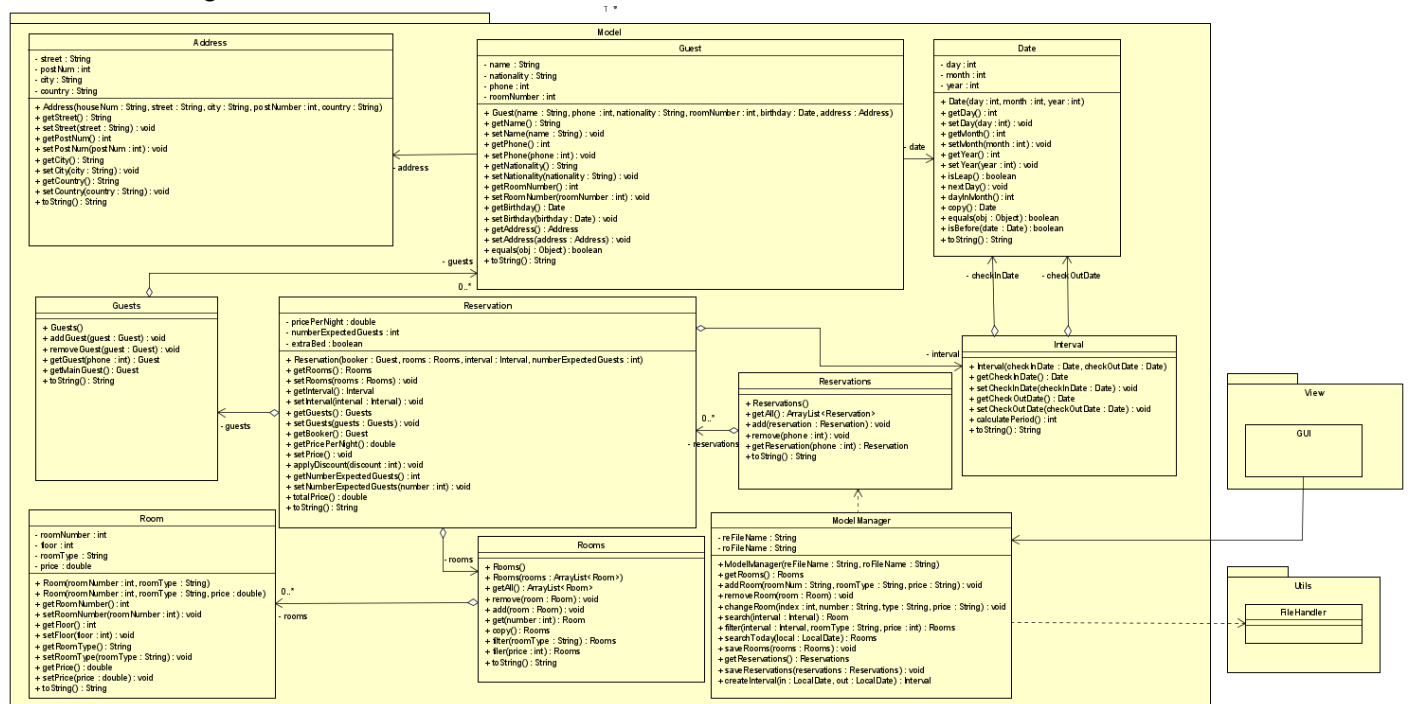 Model
Address
- street : String
- postNum : int
- city : String
- country : String
+ Address(houseNum : String, street : String, city : String, postNumber : int, country : String)
+ getStreet() : String
+ setStreet(street : String) : void
+ getPostNum() : int
+ setPostNum(postNum : int) : void
+ getCity() : String
+ setCity(city : String) : void
+ getCountry() : String
+ setCountry(country : String) : void
+ toString() : String
- address
Guest
- name : String
- nationality : String
- phone : int
- roomNumber : int
+ Guest(name : String, phone : int, nationality : String, roomNumber : int, birthday : Date, address : Address)
+ getName() : String
+ setName(name : String) : void
+ getPhone() : int
+ setPhone(phone : int) : void
+ getNationality() : String
+ setNationality(nationality : String) : void
+ getRoomNumber() : int
+ setRoomNumber(roomNumber : int) : void
+ getBirthday() : Date
+ setBirthday(birthday : Date) : void
+ getAddress() : Address
+ setAddress(address : Address) : void
+ equals(obj : Object) : boolean
+ toString() : String
- date
Date
- day : int
- month : int
- year : int
+ Date(day : int, month : int, year : int)
+ getDay() : int
+ setDay(day : int) : void
+ getMonth() : int
+ setMonth(month : int) : void
+ getYear() : int
+ setYear(year : int) : void
+ isLeap() : boolean
+ nextDay() : void
+ dayInMonth() : int
+ copy() : Date
+ equals(obj : Object) : boolean
+ isBefore(date : Date) : boolean
+ toString() : String
- guests
0..*
- checkInDate
- checkOutDate
Guests
+ Guests()
+ addGuest(guest : Guest) : void
+ removeGuest(guest : Guest) : void
+ getGuest(phone : int) : Guest
+ getMainGuest() : Guest
+ toString() : String
- guests
Reservation
- pricePerNight : double
- numberExpectedGuests : int
- extraBed : boolean
+ Reservation(booker : Guest, rooms : Rooms, interval : Interval, numberExpectedGuests : int)
+ getRooms() : Rooms
+ setRooms(rooms : Rooms) : void
+ getInterval() : Interval
+ setInterval(interval : Interval) : void
+ getGuests() : Guests
+ setGuests(guests : Guests) : void
+ getBooker() : Guest
+ getPricePerNight() : double
+ setPrice() : void
+ applyDiscount(discount : int) : void
+ getNumberExpectedGuests() : int
+ setNumberExpectedGuests(number : int) : void
+ totalPrice() : double
+ toString() : String
- interval
0..*
- reservations
Reservations
+ Reservations()
+ getAll() : ArrayList<Reservation>
+ add(reservation : Reservation) : void
+ remove(phone : int) : void
+ getReservation(phone : int) : Reservation
+ toString() : String
Interval
+ Interval(checkInDate : Date, checkOutDate : Date)
+ getCheckInDate() : Date
+ setCheckInDate(checkInDate : Date) : void
+ getCheckOutDate() : Date
+ setCheckOutDate(checkOutDate : Date) : void
+ calculatePeriod() : int
+ toString() : String
View
GUI
Room
- roomNumber : int
- floor : int
- roomType : String
- price : double
+ Room(roomNumber : int, roomType : String)
+ Room(roomNumber : int, roomType : String, price : double)
+ getRoomNumber() : int
+ setRoomNumber(roomNumber : int) : void
+ getFloor() : int
+ setFloor(floor : int) : void
+ getRoomType() : String
+ setRoomType(roomType : String) : void
+ getPrice() : double
+ setPrice(price : double) : void
+ toString() : String
- rooms
0..*
- rooms
Rooms
+ Rooms()
+ Rooms(rooms : ArrayList<Room>)
+ getAll() : ArrayList<Room>
+ remove(room : Room) : void
+ add(room : Room) : void
+ get(number : int) : Room
+ copy() : Rooms
+ filter(roomType : String) : Rooms
+ filer(price : int) : Rooms
+ toString() : String
ModelManager
- reFileName : String
- roFileName : String
+ModelManager(reFileName : String, roFileName : String)
+ getRooms() : Rooms
+ addRoom(roomNum : String, roomType : String, price : String) : void
+ removeRoom(room : Room) : void
+ changeRoom(index : int, number : String, type : String, price : String) : void
+ search(interval : Interval) : Room
+ filter(interval : Interval, roomType : String, price : int) : Rooms
+ searchToday(local : LocalDate) : Rooms
+ saveRooms(rooms : Rooms) : void
+ getReservations() : Reservations
+ saveReservations(reservations : Reservations) : void
+ createInterval(in : LocalDate, out : LocalDate) : Interval
Utils
FileHandler